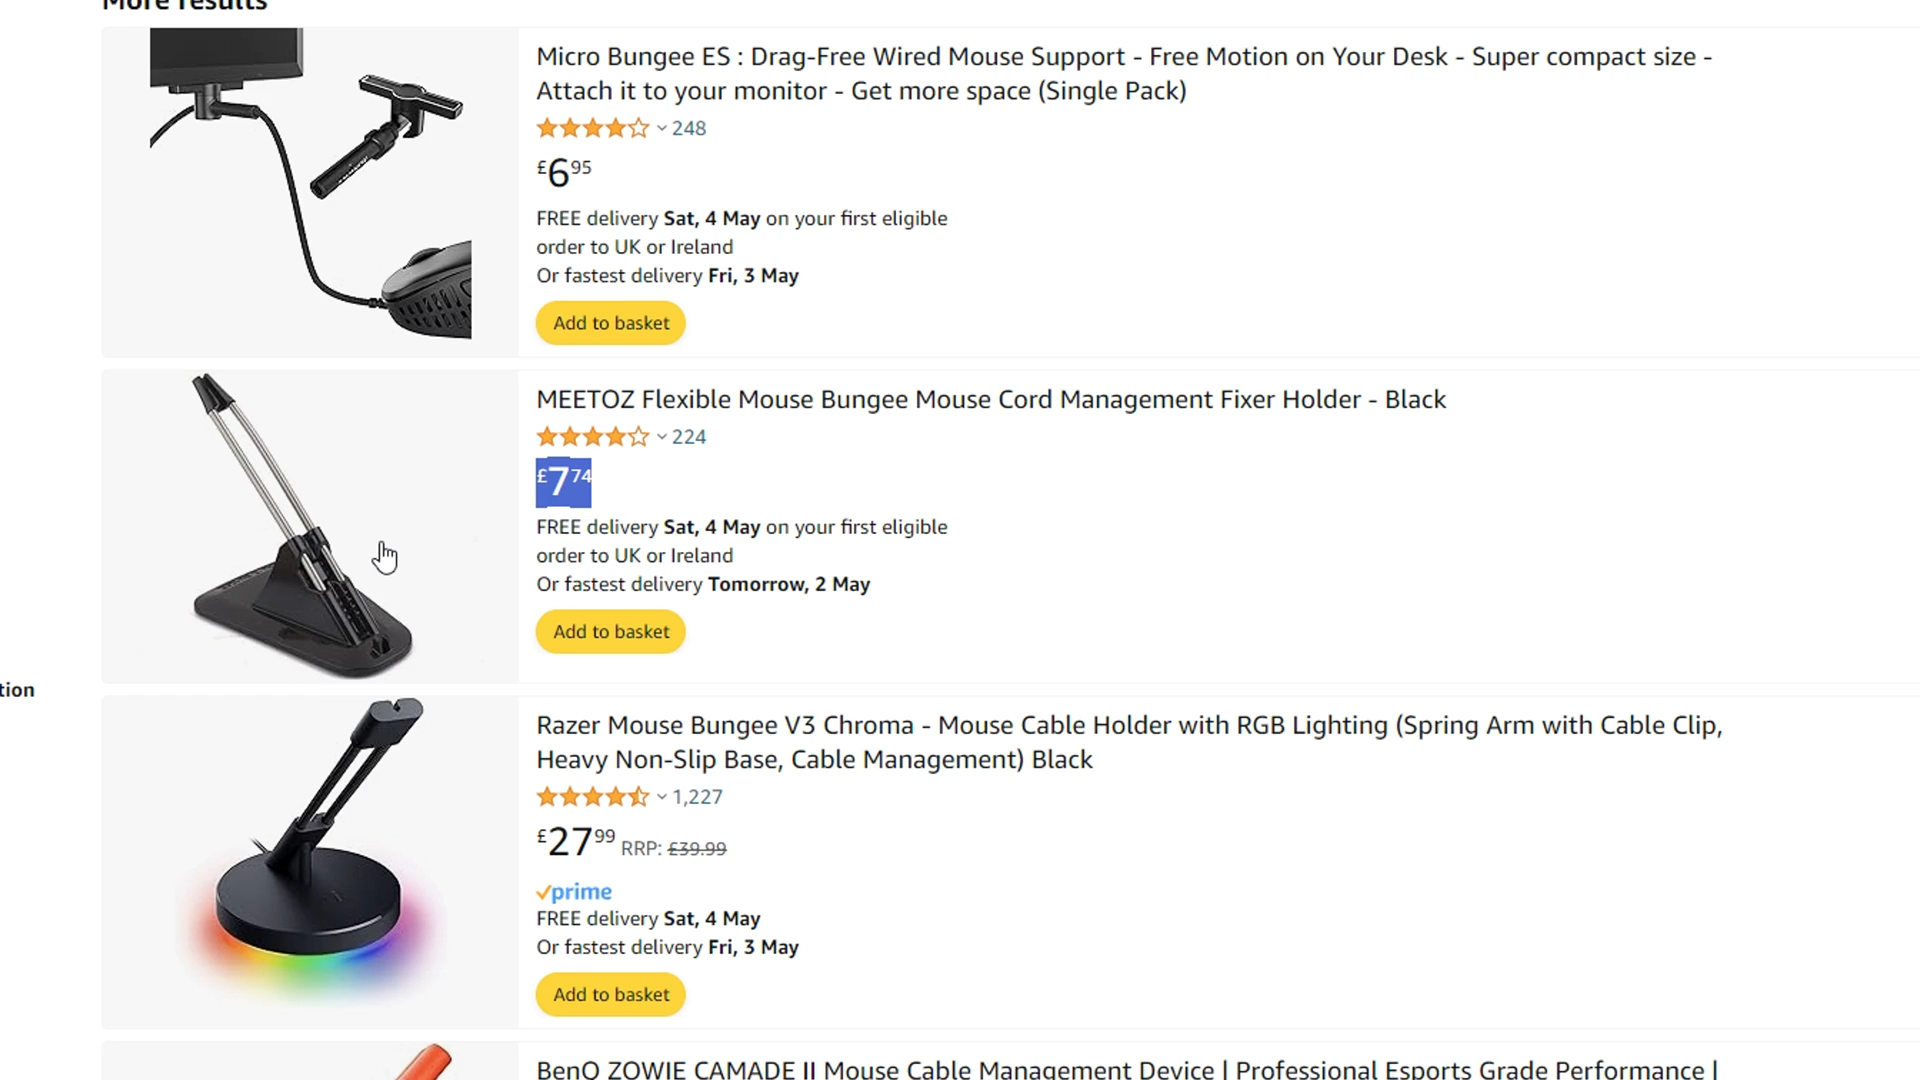 More results
Micro Bungee ES : Drag-Free Wired Mouse Support - Free Motion on Your Desk - Super compact size -
Attach it to your monitor - Get more space (Single Pack)
248
£6.95
FREE delivery Sat, 4 May on your first eligible
order to UK or Ireland
Or fastest delivery Fri, 3 May
Add to basket
MEETOZ Flexible Mouse Bungee Mouse Cord Management Fixer Holder - Black
224
£7.74
FREE delivery Sat, 4 May on your first eligible
order to UK or Ireland
Or fastest delivery Tomorrow, 2 May
Add to basket
tion
Razer Mouse Bungee V3 Chroma - Mouse Cable Holder with RGB Lighting (Spring Arm with Cable Clip,
Heavy Non-Slip Base, Cable Management) Black
1,227
£27.99 RRP: £39.99
prime
FREE delivery Sat, 4 May
Or fastest delivery Fri, 3 May
Add to basket
BenQ ZOWIE CAMADE II Mouse Cable Management Device | Professional Esports Grade Performance |